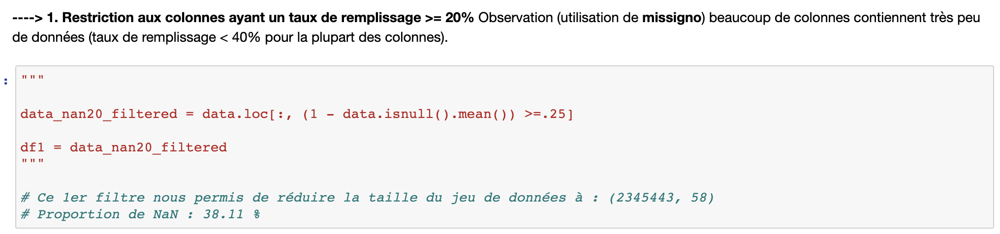 ----> 1. Restriction aux colonnes ayant un taux de remplissage >= 20% Observation (utilisation de missigno) beaucoup de colonnes contiennent très peu
de données (taux de remplissage < 40% pour la plupart des colonnes).
:
"""
data_nan20_filtered = data.loc[:, (1 - data.isnull().mean()) >=.25]
df1 = data_nan20_filtered
"""
# Ce 1er filtre nous permis de réduire la taille du jeu de données à : (2345443, 58)
# Proportion de NaN : 38.11 %